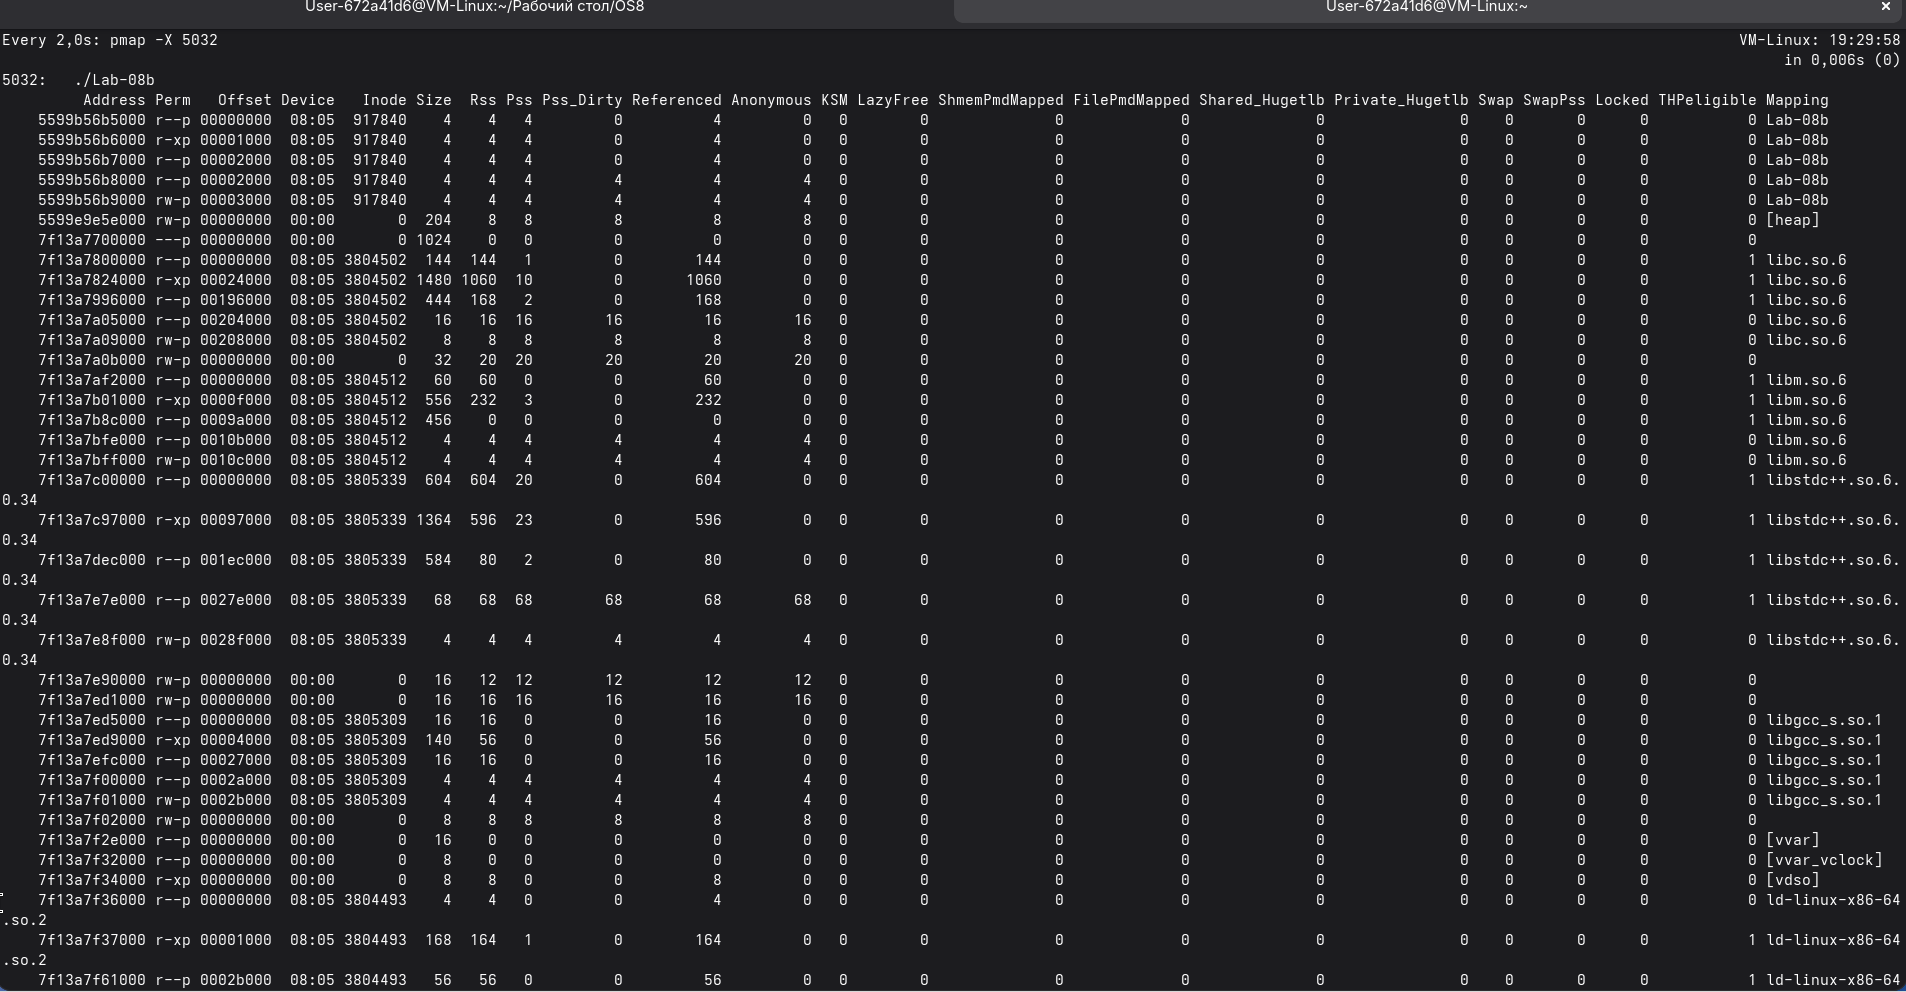 User-672a41d6@VM-Linux:~/Рабочий стол/OS8 User-672a41d6@VM-Linux:~ ×
Every 2,0s: pmap -X 5032 VM-Linux: 19:29:58
in 0,006s (0)
5032: ./Lab-08b
Address Perm Offset Device Inode Size Rss Pss Pss_Dirty Referenced Anonymous KSM LazyFree ShmemPmdMapped FilePmdMapped Shared_Hugetlb Private_Hugetlb Swap SwapPss Locked THPeligible Mapping
5599b56b5000 r--p 00000000 08:05 917840 4 4 4 0 4 0 0 0 0 0 0 0 0 0 0 0 Lab-08b
5599b56b6000 r-xp 00001000 08:05 917840 4 4 4 0 4 0 0 0 0 0 0 0 0 0 0 0 Lab-08b
5599b56b7000 r--p 00002000 08:05 917840 4 4 4 0 4 0 0 0 0 0 0 0 0 0 0 0 Lab-08b
5599b56b8000 r--p 00002000 08:05 917840 4 4 4 4 4 4 0 0 0 0 0 0 0 0 0 0 Lab-08b
5599b56b9000 rw-p 00003000 08:05 917840 4 4 4 4 4 4 0 0 0 0 0 0 0 0 0 0 Lab-08b
5599e9e5e000 rw-p 00000000 00:00 0 204 8 8 8 8 8 0 0 0 0 0 0 0 0 0 0 [heap]
7f13a7700000 ---p 00000000 00:00 0 1024 0 0 0 0 0 0 0 0 0 0 0 0 0 0 0
7f13a7800000 r--p 00000000 08:05 3804502 144 144 1 0 144 0 0 0 0 0 0 0 0 0 0 1 libc.so.6
7f13a7824000 r-xp 00024000 08:05 3804502 1480 1060 10 0 1060 0 0 0 0 0 0 0 0 0 0 1 libc.so.6
7f13a7996000 r--p 00196000 08:05 3804502 444 168 2 0 168 0 0 0 0 0 0 0 0 0 0 1 libc.so.6
7f13a7a05000 r--p 00204000 08:05 3804502 16 16 16 16 16 16 0 0 0 0 0 0 0 0 0 0 libc.so.6
7f13a7a09000 rw-p 00208000 08:05 3804502 8 8 8 8 8 8 0 0 0 0 0 0 0 0 0 0 libc.so.6
7f13a7a0b000 rw-p 00000000 00:00 0 32 20 20 20 20 20 0 0 0 0 0 0 0 0 0 0
7f13a7af2000 r--p 00000000 08:05 3804512 60 60 0 0 60 0 0 0 0 0 0 0 0 0 0 1 libm.so.6
7f13a7b01000 r-xp 0000f000 08:05 3804512 556 232 3 0 232 0 0 0 0 0 0 0 0 0 0 1 libm.so.6
7f13a7b8c000 r--p 0009a000 08:05 3804512 456 0 0 0 0 0 0 0 0 0 0 0 0 0 0 1 libm.so.6
7f13a7bfe000 r--p 0010b000 08:05 3804512 4 4 4 4 4 4 0 0 0 0 0 0 0 0 0 0 libm.so.6
7f13a7bff000 rw-p 0010c000 08:05 3804512 4 4 4 4 4 4 0 0 0 0 0 0 0 0 0 0 libm.so.6
7f13a7c00000 r--p 00000000 08:05 3805339 604 604 20 0 604 0 0 0 0 0 0 0 0 0 0 1 libstdc++.so.6.
0.34
7f13a7c97000 r-xp 00097000 08:05 3805339 1364 596 23 0 596 0 0 0 0 0 0 0 0 0 0 1 libstdc++.so.6.
0.34
7f13a7dec000 r--p 001ec000 08:05 3805339 584 80 2 0 80 0 0 0 0 0 0 0 0 0 0 1 libstdc++.so.6.
0.34
7f13a7e7e000 r--p 0027e000 08:05 3805339 68 68 68 68 68 68 0 0 0 0 0 0 0 0 0 1 libstdc++.so.6.
0.34
7f13a7e8f000 rw-p 0028f000 08:05 3805339 4 4 4 4 4 4 0 0 0 0 0 0 0 0 0 0 libstdc++.so.6.
0.34
7f13a7e90000 rw-p 00000000 00:00 0 16 12 12 12 12 12 0 0 0 0 0 0 0 0 0 0
7f13a7ed1000 rw-p 00000000 00:00 0 16 16 16 16 16 16 0 0 0 0 0 0 0 0 0 0
7f13a7ed5000 r--p 00000000 08:05 3805309 16 16 0 0 16 0 0 0 0 0 0 0 0 0 0 0 libgcc_s.so.1
7f13a7ed9000 r-xp 00004000 08:05 3805309 140 56 0 0 56 0 0 0 0 0 0 0 0 0 0 0 libgcc_s.so.1
7f13a7efc000 r--p 00027000 08:05 3805309 16 16 0 0 16 0 0 0 0 0 0 0 0 0 0 0 libgcc_s.so.1
7f13a7f00000 r--p 0002a000 08:05 3805309 4 4 4 4 4 4 0 0 0 0 0 0 0 0 0 0 libgcc_s.so.1
7f13a7f01000 rw-p 0002b000 08:05 3805309 4 4 4 4 4 4 0 0 0 0 0 0 0 0 0 0 libgcc_s.so.1
7f13a7f02000 rw-p 00000000 00:00 0 8 8 8 8 8 8 0 0 0 0 0 0 0 0 0 0
7f13a7f2e000 r--p 00000000 00:00 0 16 0 0 0 0 0 0 0 0 0 0 0 0 0 0 0 [vvar]
7f13a7f32000 r--p 00000000 00:00 0 8 0 0 0 0 0 0 0 0 0 0 0 0 0 0 0 [vvar_vclock]
7f13a7f34000 r-xp 00000000 00:00 0 8 8 0 0 8 0 0 0 0 0 0 0 0 0 0 0 [vdso]
7f13a7f36000 r--p 00000000 08:05 3804493 4 4 0 0 4 0 0 0 0 0 0 0 0 0 0 0 ld-linux-x86-64
.so.2
7f13a7f37000 r-xp 00001000 08:05 3804493 168 164 1 0 164 0 0 0 0 0 0 0 0 0 0 1 ld-linux-x86-64
.so.2
7f13a7f61000 r--p 0002b000 08:05 3804493 56 56 0 0 56 0 0 0 0 0 0 0 0 0 0 1 ld-linux-x86-64